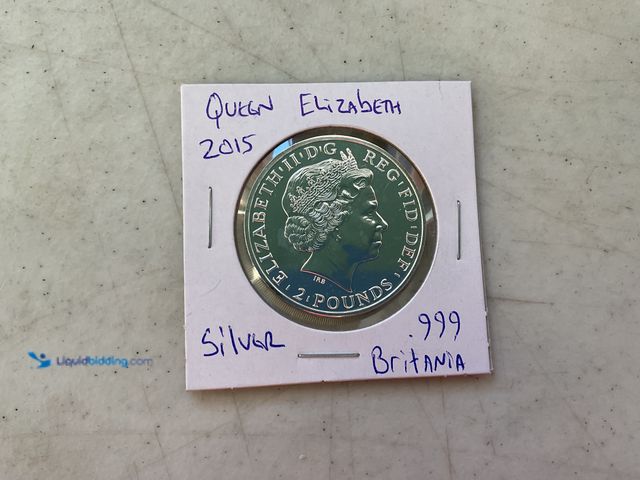 QUEEN ELIZABETH
2015
ELIZABETH·II·D·G REG·FID·DEF
IRB
2 POUNDS
SILVER .999
BRITANIA
Liquidbidding.com